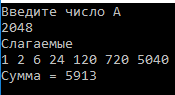 Введите число А
2048
Слагаемые
1 2 6 24 120 720 5040
Сумма = 5913